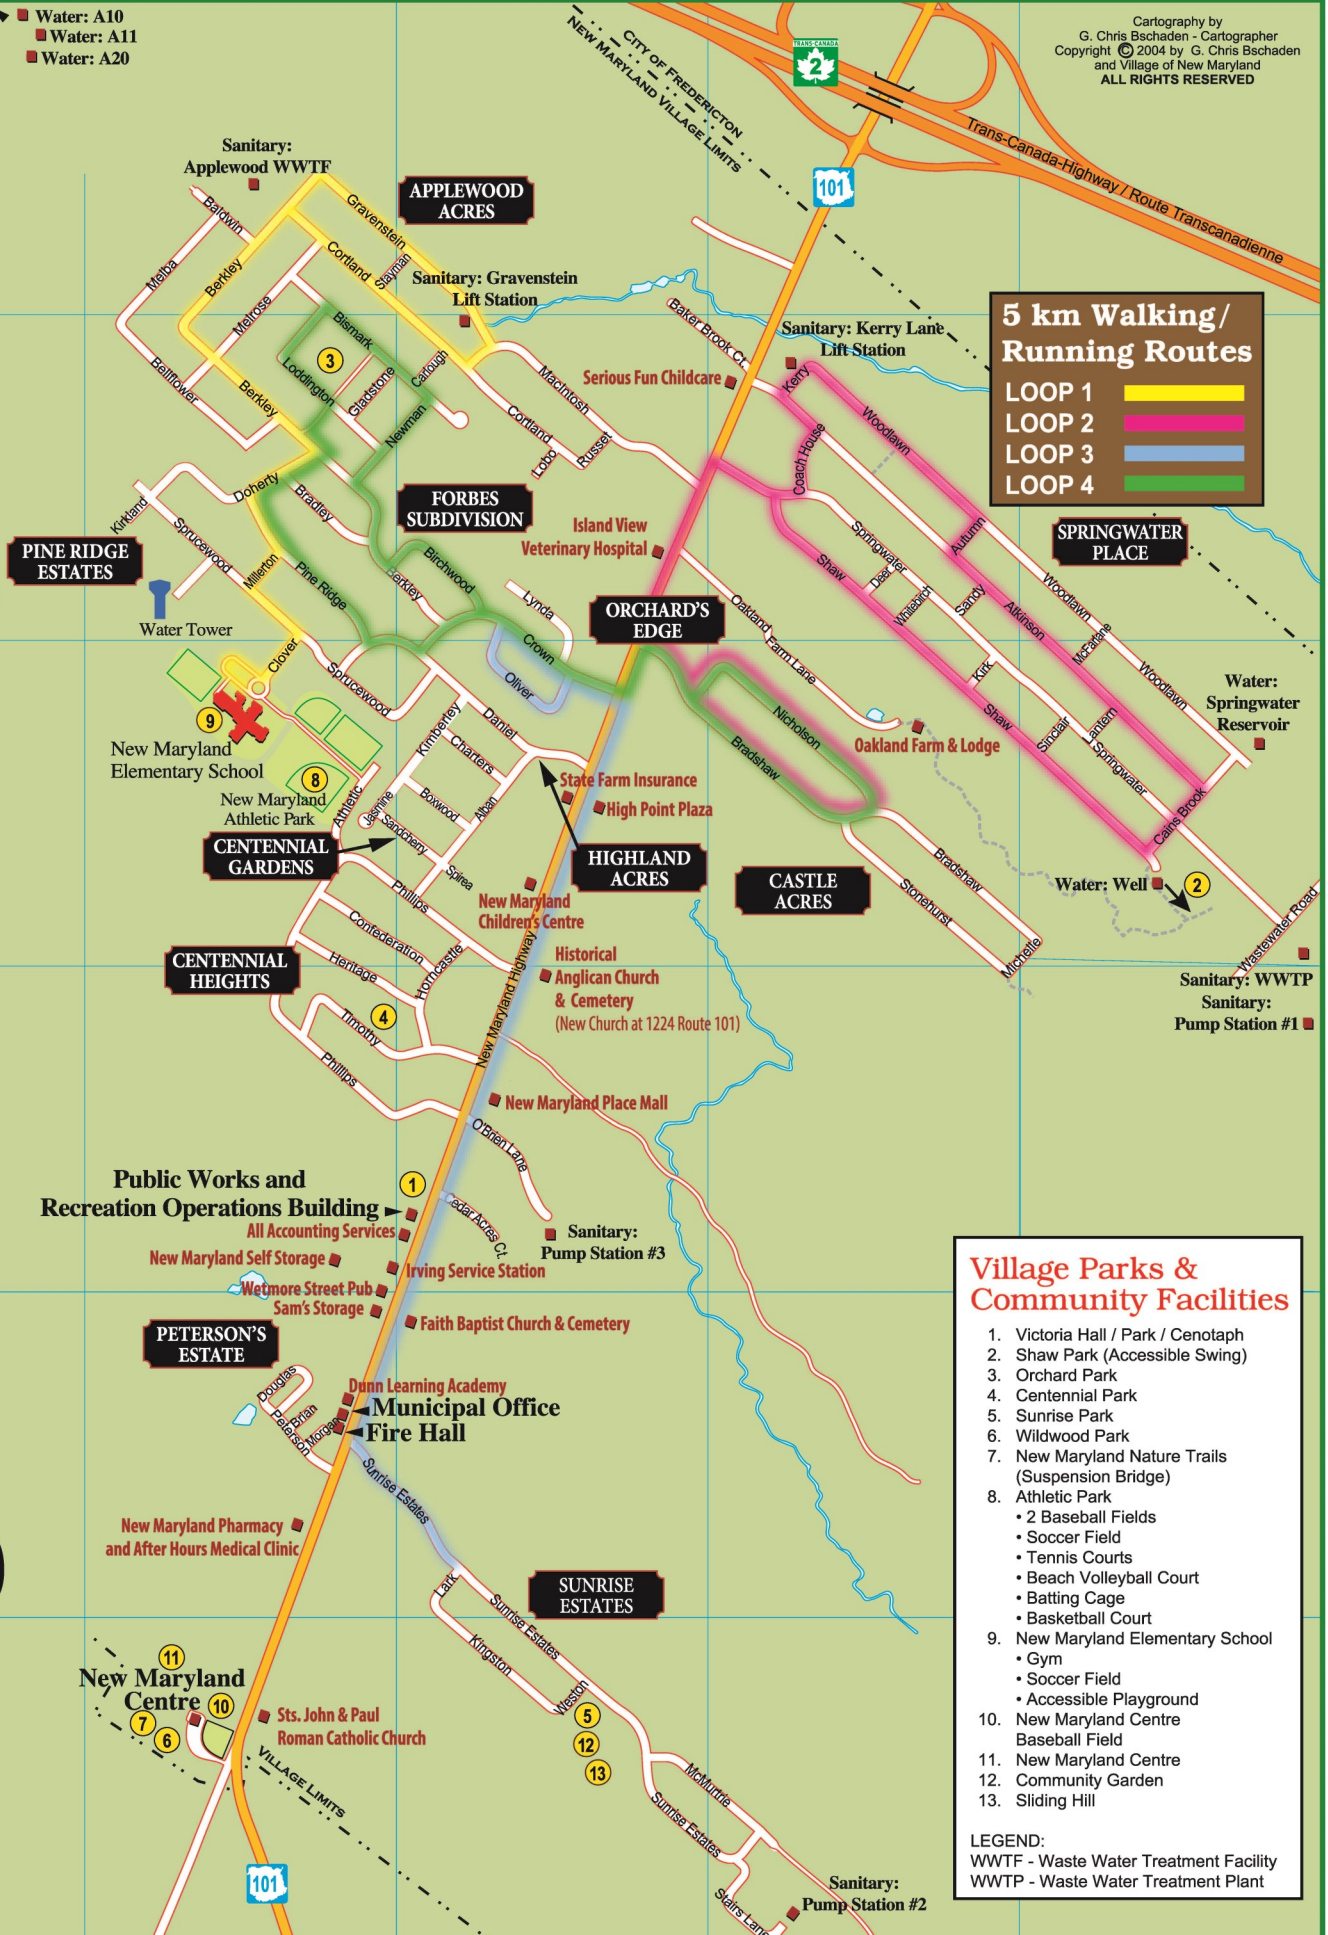 Water: A10
Water: A11
Water: A20
CITY OF FREDERICTON
NEW MARYLAND VILLAGE LIMITS
TRANS-CANADA
2
Cartography by
G. Chris Bschaden - Cartographer
Copyright © 2004 by G. Chris Bschaden
and Village of New Maryland
ALL RIGHTS RESERVED
Trans-Canada-Highway / Route Transcanadienne
101
Sanitary:
Applewood WWTF
APPLEWOOD
ACRES
Baldwin
Gravenstein
Melba
Berkley
Cortland
Stayman
Sanitary: Gravenstein
Lift Station
Melrose
Bismark
3
Loddington
Gladstone
Carlough
Bellflower
Berkley
Newman
MacIntosh
Cortland
Lobo
Russet
Baker Brook Ct.
Sanitary: Kerry Lane
Lift Station
Serious Fun Childcare
Kerry
Woodlawn
Coach House
5 km Walking/
Running Routes
LOOP 1
LOOP 2
LOOP 3
LOOP 4
Doherty
Bradley
FORBES
SUBDIVISION
Kirkland
Sprucewood
PINE RIDGE
ESTATES
Water Tower
Millerton
Pine Ridge
Berkley
Birchwood
Lynda
Island View
Veterinary Hospital
ORCHARD'S
EDGE
Crown
Oliver
Clover
Sprucewood
SPRINGWATER
PLACE
Springwater
Autumn
Shaw
Deer
Whitebirch
Sandy
Atkinson
Woodlawn
McFarlane
Woodlawn
Kirk
Shaw
Sinclair
Lantern
Springwater
Cains Brook
Water:
Springwater
Reservoir
Oakland Farm Lane
Oakland Farm & Lodge
Nicholson
Bradshaw
9
New Maryland
Elementary School
8
New Maryland
Athletic Park
Athletic
Kimberley
Daniel
Charters
Boxwood
Alban
Jasmine
Sandchery
Spirea
State Farm Insurance
High Point Plaza
CENTENNIAL
GARDENS
HIGHLAND
ACRES
CASTLE
ACRES
Bradshaw
Stonehurst
Michelle
Water: Well
2
Wastewater Road
Sanitary: WWTP
Sanitary:
Pump Station #1
Phillips
New Maryland
Children's Centre
Confederation
Heritage
Horncastle
CENTENNIAL
HEIGHTS
New Maryland Highway
Historical
Anglican Church
& Cemetery
(New Church at 1224 Route 101)
4
Timothy
Phillips
New Maryland Place Mall
O'Brien Lane
Public Works and
Recreation Operations Building
1
Cedar Acres Ct.
All Accounting Services
New Maryland Self Storage
Irving Service Station
Wetmore Street Pub
Sam's Storage
Sanitary:
Pump Station #3
Faith Baptist Church & Cemetery
PETERSON'S
ESTATE
Douglas
Brian
Morgan
Peterson
Dunn Learning Academy
Municipal Office
Fire Hall
Sunrise Estates
New Maryland Pharmacy
and After Hours Medical Clinic
SUNRISE
ESTATES
Lark
Sunrise Estates
Kingston
Weston
5
12
13
11
New Maryland
Centre
10
7
6
Sts. John & Paul
Roman Catholic Church
VILLAGE LIMITS
101
McMurtrie
Sunrise Estates
Stairs Lane
Sanitary:
Pump Station #2
Village Parks &
Community Facilities
1. Victoria Hall / Park / Cenotaph
2. Shaw Park (Accessible Swing)
3. Orchard Park
4. Centennial Park
5. Sunrise Park
6. Wildwood Park
7. New Maryland Nature Trails
(Suspension Bridge)
8. Athletic Park
• 2 Baseball Fields
• Soccer Field
• Tennis Courts
• Beach Volleyball Court
• Batting Cage
• Basketball Court
9. New Maryland Elementary School
• Gym
• Soccer Field
• Accessible Playground
10. New Maryland Centre
Baseball Field
11. New Maryland Centre
12. Community Garden
13. Sliding Hill
LEGEND:
WWTF - Waste Water Treatment Facility
WWTP - Waste Water Treatment Plant